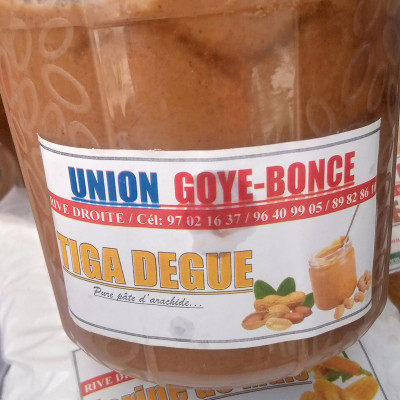 UNION GOYE-BONCE
RIVE DROITE / Cél: 97 02 16 37 / 96 40 99 05 / 89 82 86 1
TIGA DEGUE
Pure pâte d'arachide...
RIVE